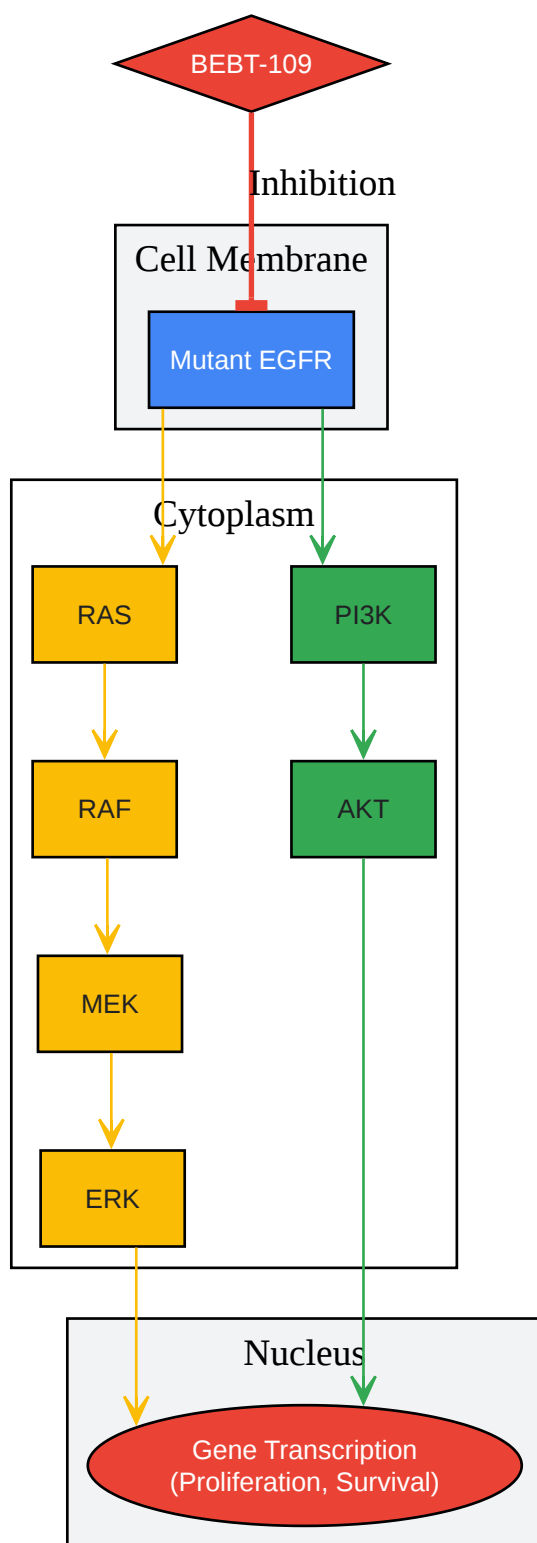 BEBT-109
Inhibition
Cell Membrane
Mutant EGFR
Cytoplasm
RAS
PI3K
RAF
AKT
MEK
ERK
Nucleus
Gene Transcription
(Proliferation, Survival)